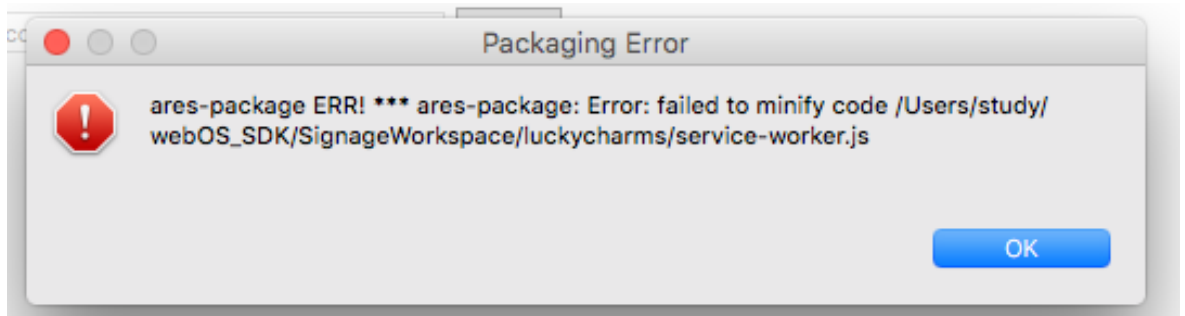 Packaging Error
ares-package ERR! *** ares-package: Error: failed to minify code /Users/study/
webOS_SDK/SignageWorkspace/luckycharms/service-worker.js
OK